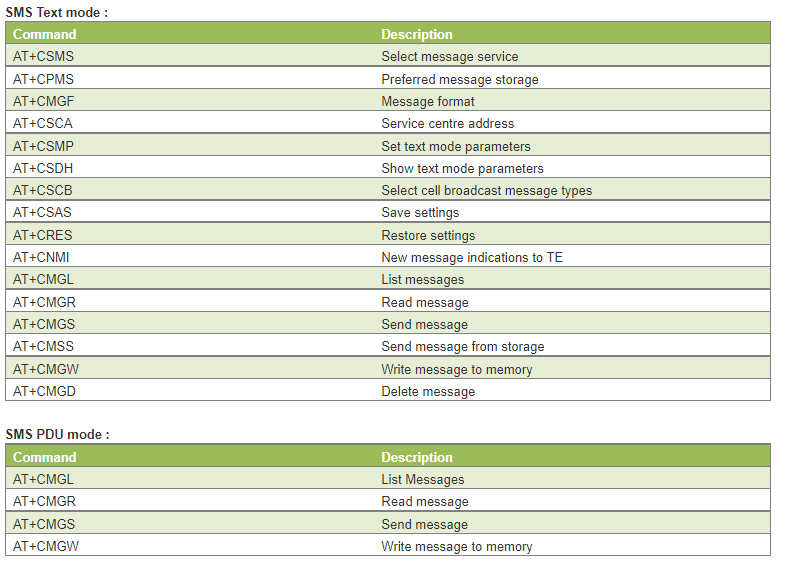 SMS Text mode :
Command Description
AT+CSMS Select message service
AT+CPMS Preferred message storage
AT+CMGF Message format
AT+CSCA Service centre address
AT+CSMP Set text mode parameters
AT+CSDH Show text mode parameters
AT+CSCB Select cell broadcast message types
AT+CSAS Save settings
AT+CRES Restore settings
AT+CNMI New message indications to TE
AT+CMGL List messages
AT+CMGR Read message
AT+CMGS Send message
AT+CMSS Send message from storage
AT+CMGW Write message to memory
AT+CMGD Delete message
SMS PDU mode :
Command Description
AT+CMGL List Messages
AT+CMGR Read message
AT+CMGS Send message
AT+CMGW Write message to memory